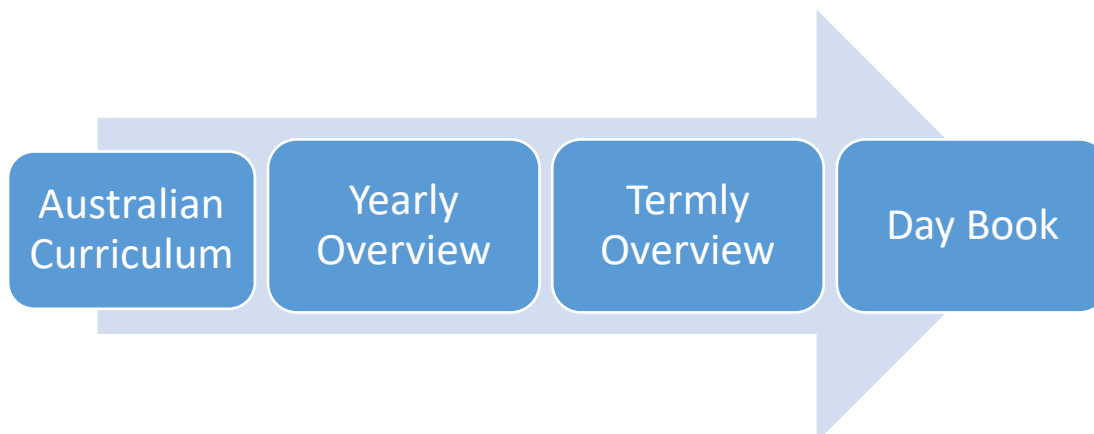 Australian
Curriculum
Yearly
Overview
Termly
Overview
Day Book